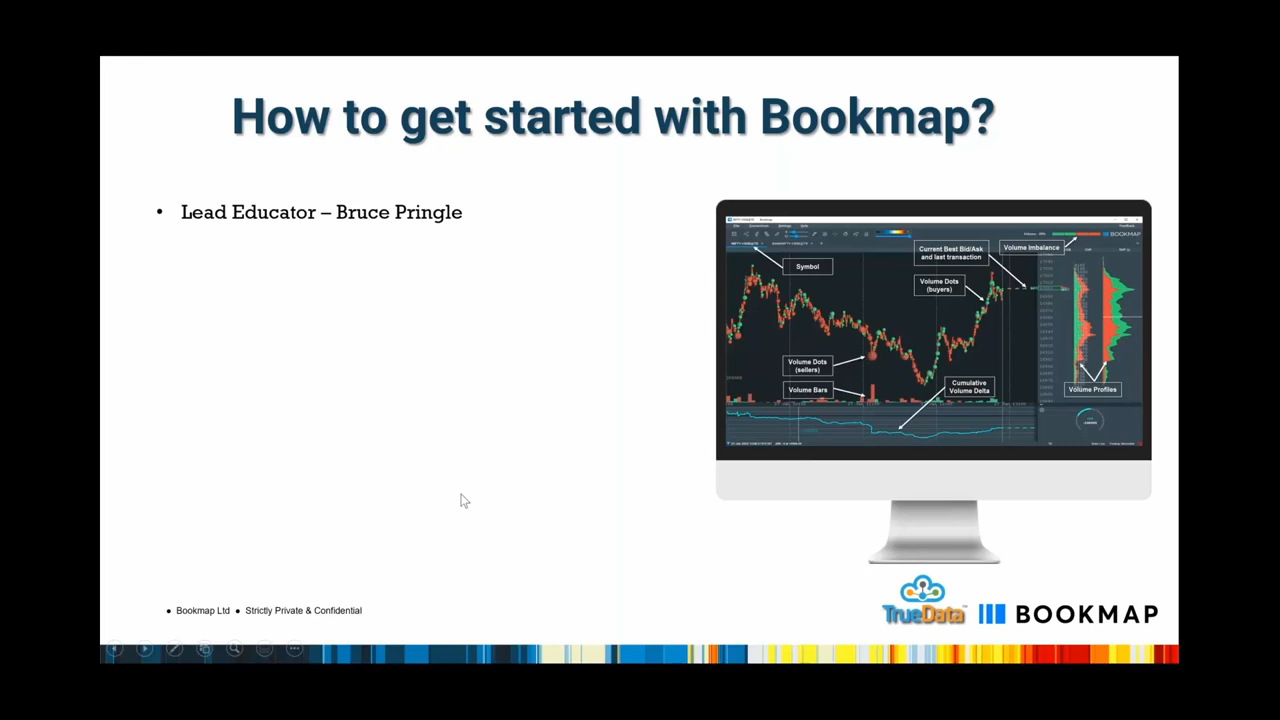 How to get started with Bookmap?
• Lead Educator – Bruce Pringle
BOOKMAP
Symbol
Current Best Bid/Ask
and last transaction
Volume Imbalance
Volume Dots
(buyers)
Volume Dots
(sellers)
Volume Bars
Cumulative
Volume Delta
Volume Profiles
• Bookmap Ltd • Strictly Private & Confidential
TrueData™
BOOKMAP